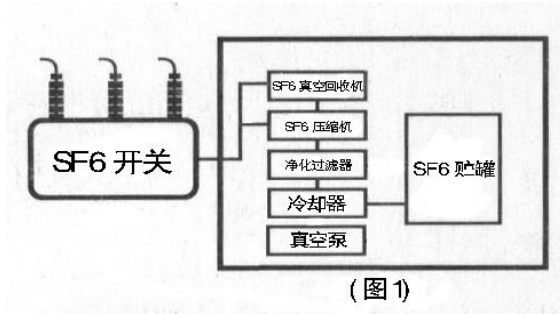 SF6 开关
SF6 真空回收机
SF6 压缩机
净化过滤器
冷却器
真空泵
SF6 贮罐
(图1)